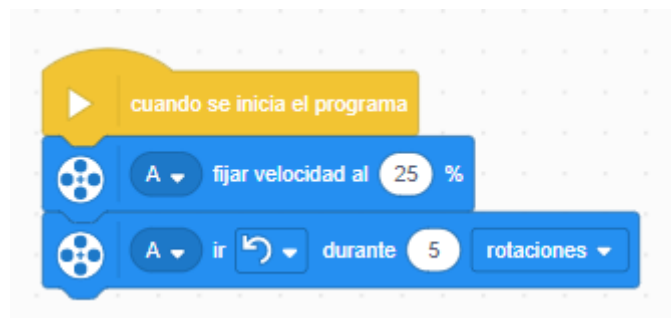 cuando se inicia el programa
A fijar velocidad al 25 %
A ir durante 5 rotaciones